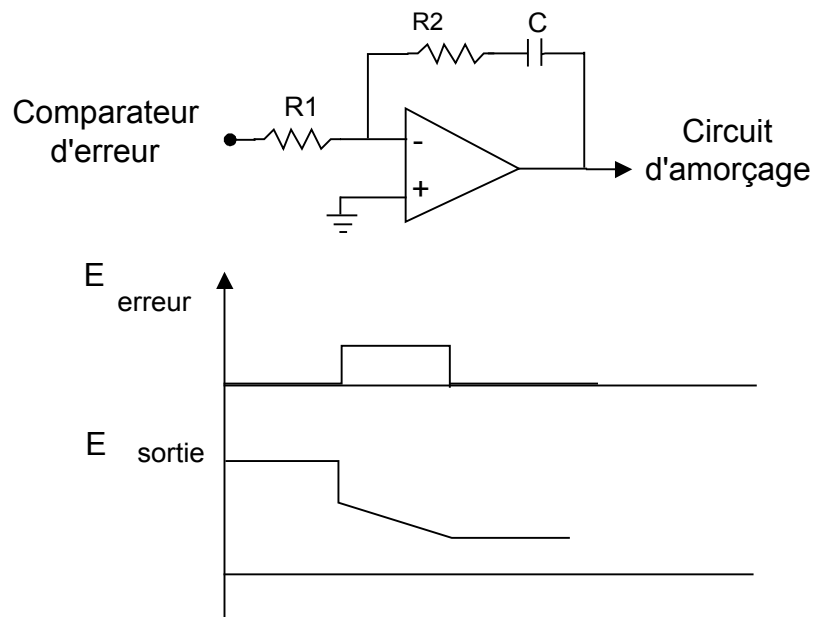 R2
C
R1
Comparateur
d'erreur
-
+
Circuit
d'amorçage
E erreur
E sortie